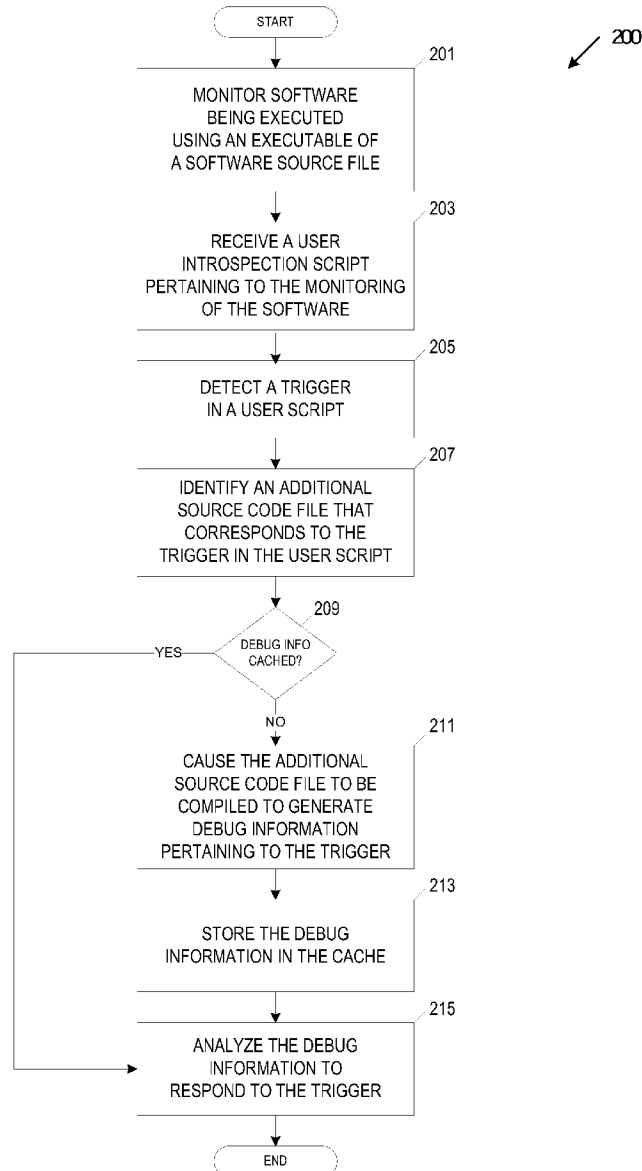 START
200
201
MONITOR SOFTWARE
BEING EXECUTED
USING AN EXECUTABLE OF
A SOFTWARE SOURCE FILE
203
RECEIVE A USER
INTROSPECTION SCRIPT
PERTAINING TO THE MONITORING
OF THE SOFTWARE
205
DETECT A TRIGGER
IN A USER SCRIPT
207
IDENTIFY AN ADDITIONAL
SOURCE CODE FILE THAT
CORRESPONDS TO THE
TRIGGER IN THE USER SCRIPT
209
DEBUG INFO
CACHED?
YES
NO
211
CAUSE THE ADDITIONAL
SOURCE CODE FILE TO BE
COMPILED TO GENERATE
DEBUG INFORMATION
PERTAINING TO THE TRIGGER
213
STORE THE DEBUG
INFORMATION IN THE CACHE
215
ANALYZE THE DEBUG
INFORMATION TO
RESPOND TO THE TRIGGER
END